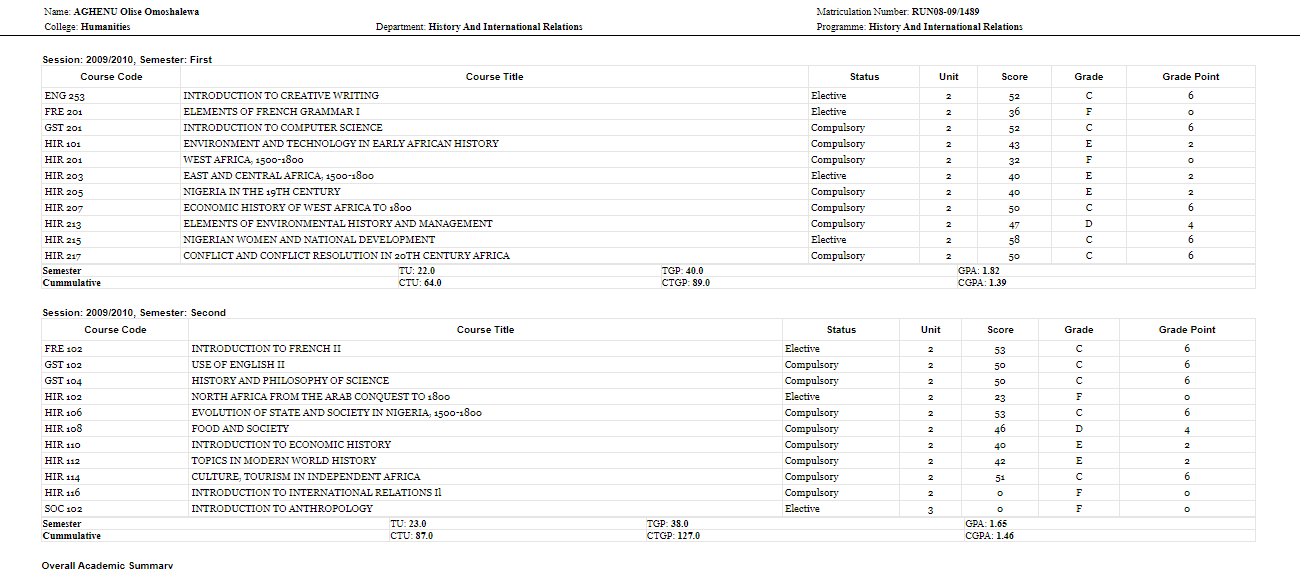 Name: AGHENU Olise Omoshalewa Matriculation Number: RUN08-09/1489
College: Humanities Department: History And International Relations Programme: History And International Relations
Session: 2009/2010, Semester: First
Course Code Course Title Status Unit Score Grade Grade Point
ENG 253 INTRODUCTION TO CREATIVE WRITING Elective 2 52 C 6
FRE 201 ELEMENTS OF FRENCH GRAMMAR I Elective 2 36 F 0
GST 201 INTRODUCTION TO COMPUTER SCIENCE Compulsory 2 52 C 6
HIR 101 ENVIRONMENT AND TECHNOLOGY IN EARLY AFRICAN HISTORY Compulsory 2 43 E 2
HIR 201 WEST AFRICA, 1500-1800 Compulsory 2 32 F 0
HIR 203 EAST AND CENTRAL AFRICA, 1500-1800 Elective 2 40 E 2
HIR 205 NIGERIA IN THE 19TH CENTURY Compulsory 2 40 E 2
HIR 207 ECONOMIC HISTORY OF WEST AFRICA TO 1800 Compulsory 2 50 C 6
HIR 213 ELEMENTS OF ENVIRONMENTAL HISTORY AND MANAGEMENT Compulsory 2 47 D 4
HIR 215 NIGERIAN WOMEN AND NATIONAL DEVELOPMENT Elective 2 58 C 6
HIR 217 CONFLICT AND CONFLICT RESOLUTION IN 20TH CENTURY AFRICA Compulsory 2 50 C 6
Semester TU: 22.0 TGP: 40.0 GPA: 1.82
Cummulative CTU: 64.0 CTGP: 89.0 CGPA: 1.39
Session: 2009/2010, Semester: Second
Course Code Course Title Status Unit Score Grade Grade Point
FRE 102 INTRODUCTION TO FRENCH II Elective 2 53 C 6
GST 102 USE OF ENGLISH II Compulsory 2 50 C 6
GST 104 HISTORY AND PHILOSOPHY OF SCIENCE Compulsory 2 50 C 6
HIR 102 NORTH AFRICA FROM THE ARAB CONQUEST TO 1800 Elective 2 23 F 0
HIR 106 EVOLUTION OF STATE AND SOCIETY IN NIGERIA, 1500-1800 Compulsory 2 53 C 6
HIR 108 FOOD AND SOCIETY Compulsory 2 46 D 4
HIR 110 INTRODUCTION TO ECONOMIC HISTORY Compulsory 2 40 E 2
HIR 112 TOPICS IN MODERN WORLD HISTORY Compulsory 2 42 E 2
HIR 114 CULTURE, TOURISM IN INDEPENDENT AFRICA Compulsory 2 51 C 6
HIR 116 INTRODUCTION TO INTERNATIONAL RELATIONS Il Compulsory 2 0 F 0
SOC 102 INTRODUCTION TO ANTHROPOLOGY Elective 3 0 F 0
Semester TU: 23.0 TGP: 38.0 GPA: 1.65
Cummulative CTU: 87.0 CTGP: 127.0 CGPA: 1.46
Overall Academic Summary